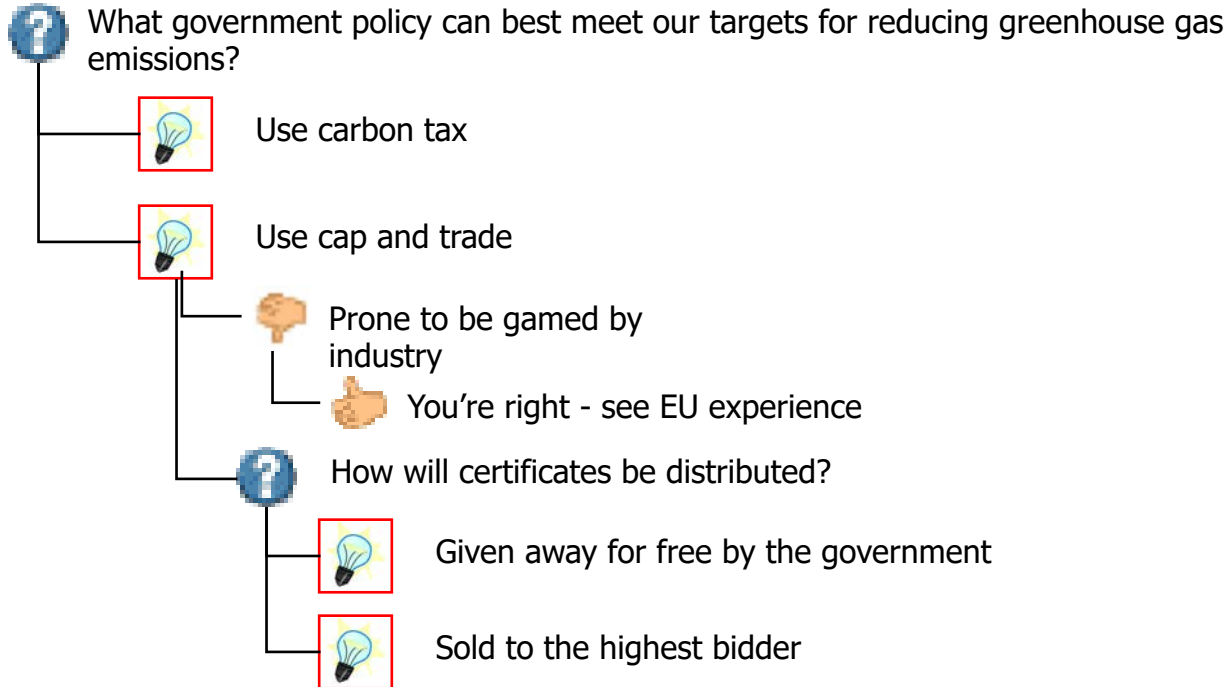 What government policy can best meet our targets for reducing greenhouse gas
emissions?
Use carbon tax
Use cap and trade
Prone to be gamed by
industry
You’re right - see EU experience
How will certificates be distributed?
Given away for free by the government
Sold to the highest bidder